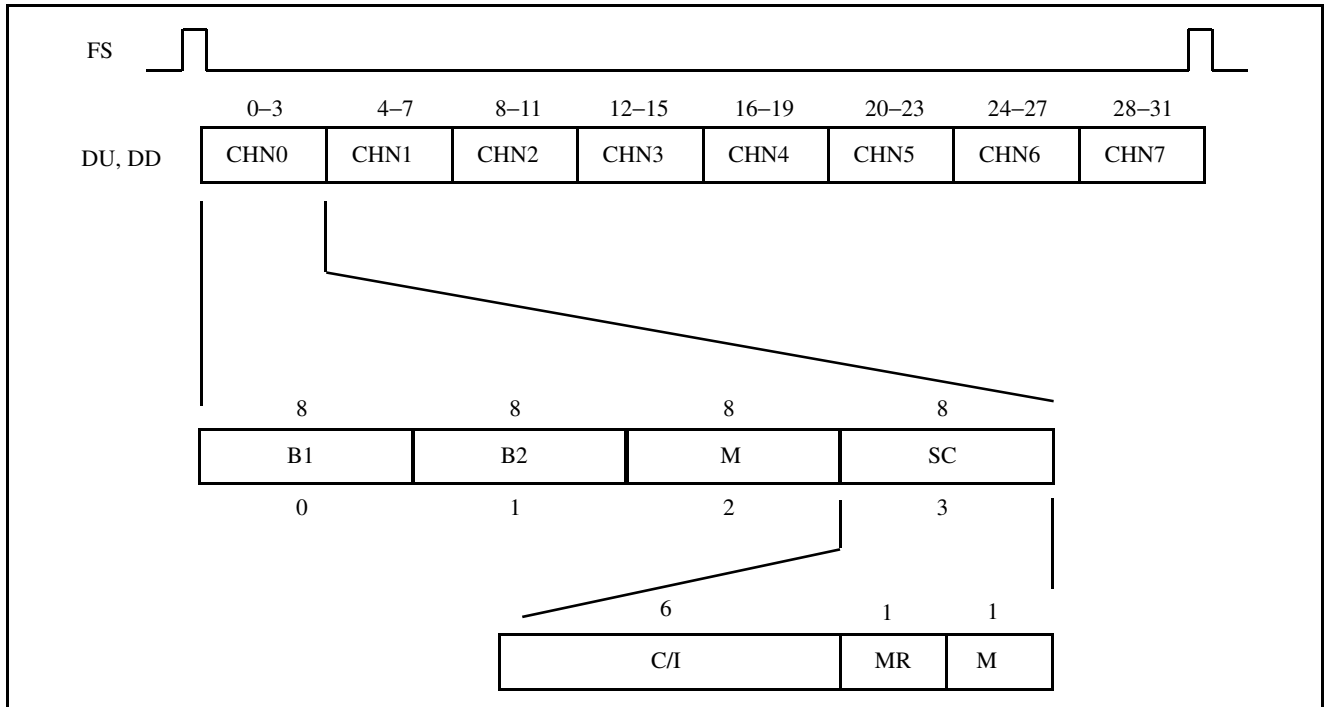 FS
0–3 4–7 8–11 12–15 16–19 20–23 24–27 28–31
DU, DD CHN0 CHN1 CHN2 CHN3 CHN4 CHN5 CHN6 CHN7
8 8 8 8
B1 B2 M SC
0 1 2 3
6 1 1
C/I MR M